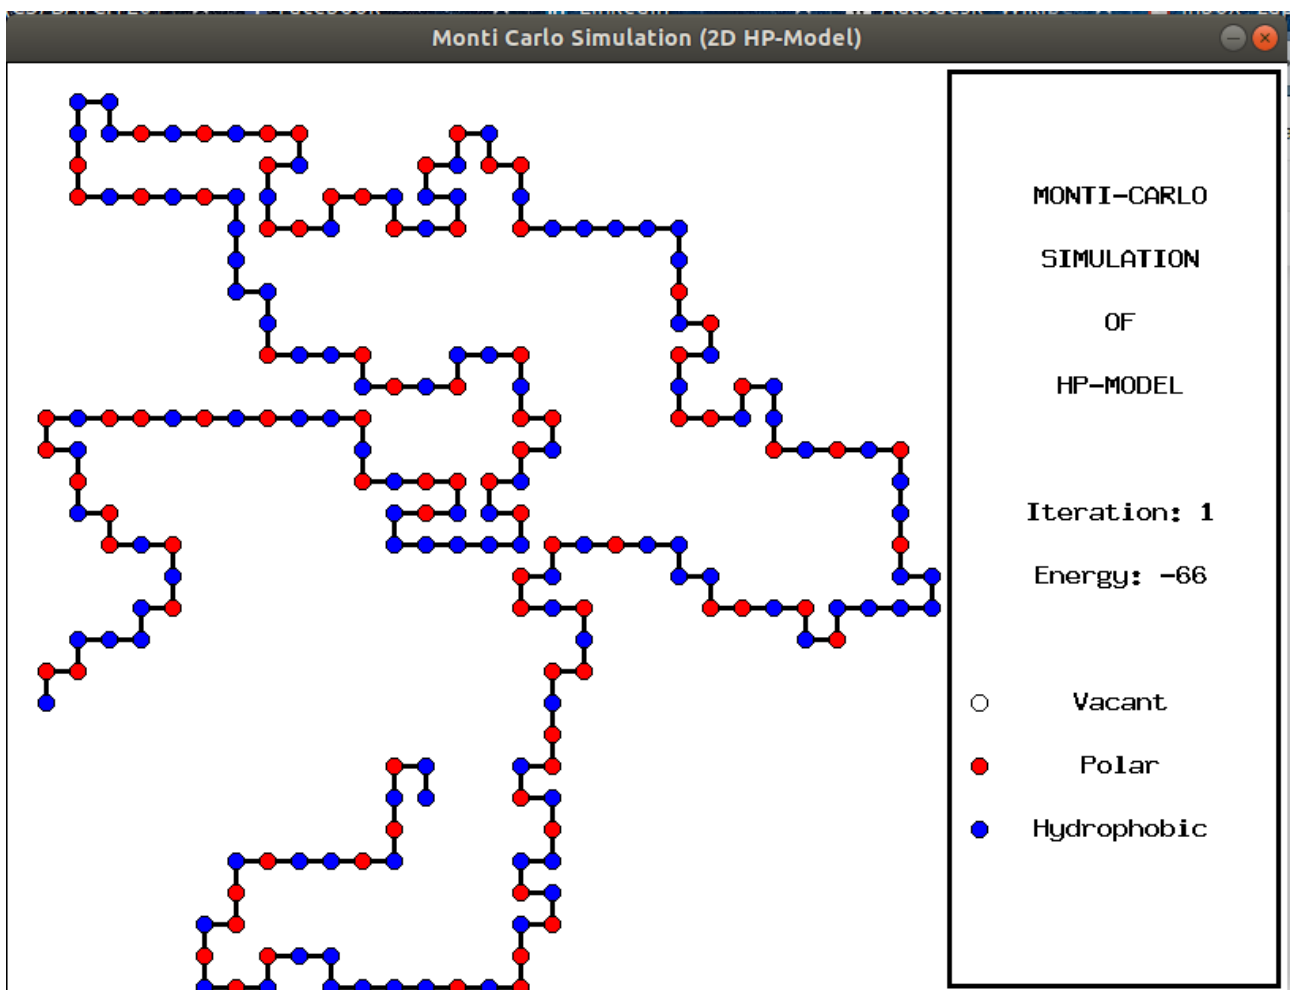 Monti Carlo Simulation (2D HP-Model)
MONTI-CARLO
SIMULATION
OF
HP-MODEL
Iteration: 1
Energy: -66
Vacant
Polar
Hydrophobic